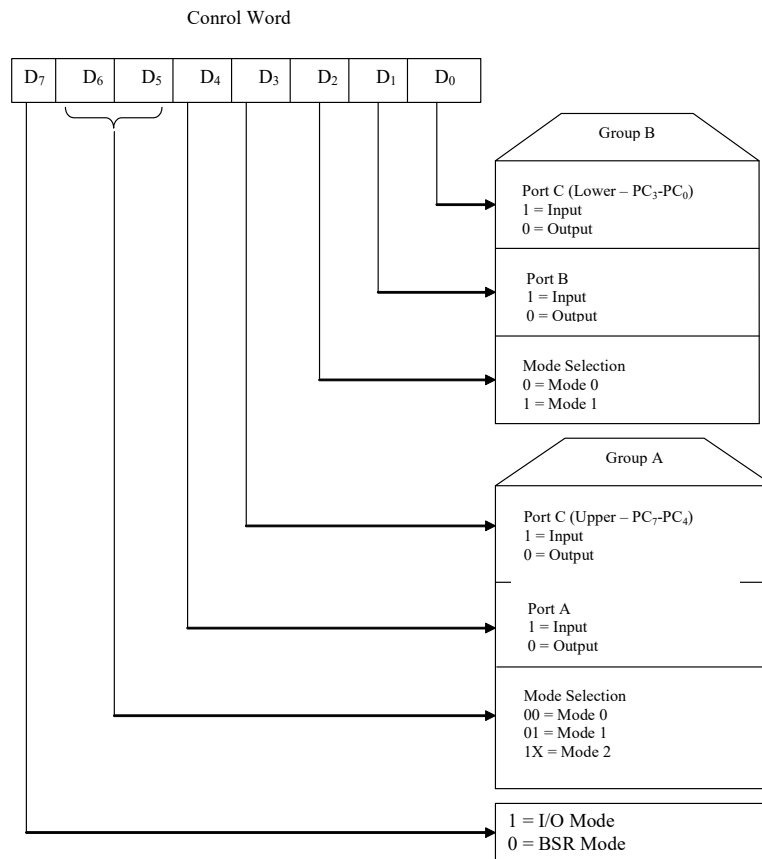 Conrol Word
D₇ D₆ D₅ D₄ D₃ D₂ D₁ D₀
Group B
Port C (Lower – PC₃-PC₀)
1 = Input
0 = Output
Port B
1 = Input
0 = Output
Mode Selection
0 = Mode 0
1 = Mode 1
Group A
Port C (Upper – PC₇-PC₄)
1 = Input
0 = Output
Port A
1 = Input
0 = Output
Mode Selection
00 = Mode 0
01 = Mode 1
1X = Mode 2
1 = I/O Mode
0 = BSR Mode